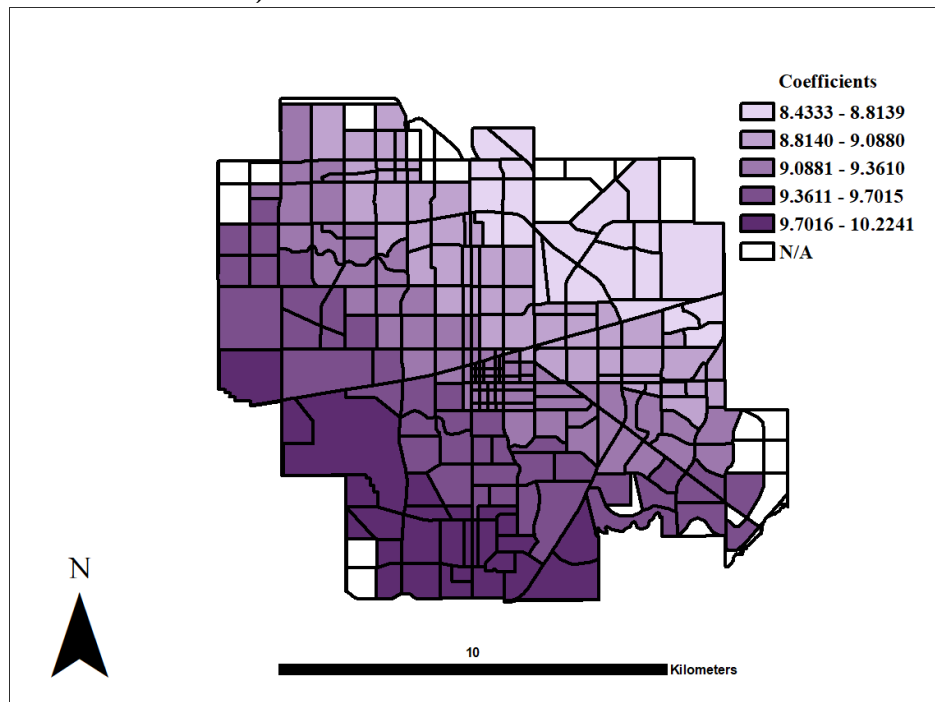 Coefficients
8.4333 - 8.8139
8.8140 - 9.0880
9.0881 - 9.3610
9.3611 - 9.7015
9.7016 - 10.2241
N/A
N
10
Kilometers